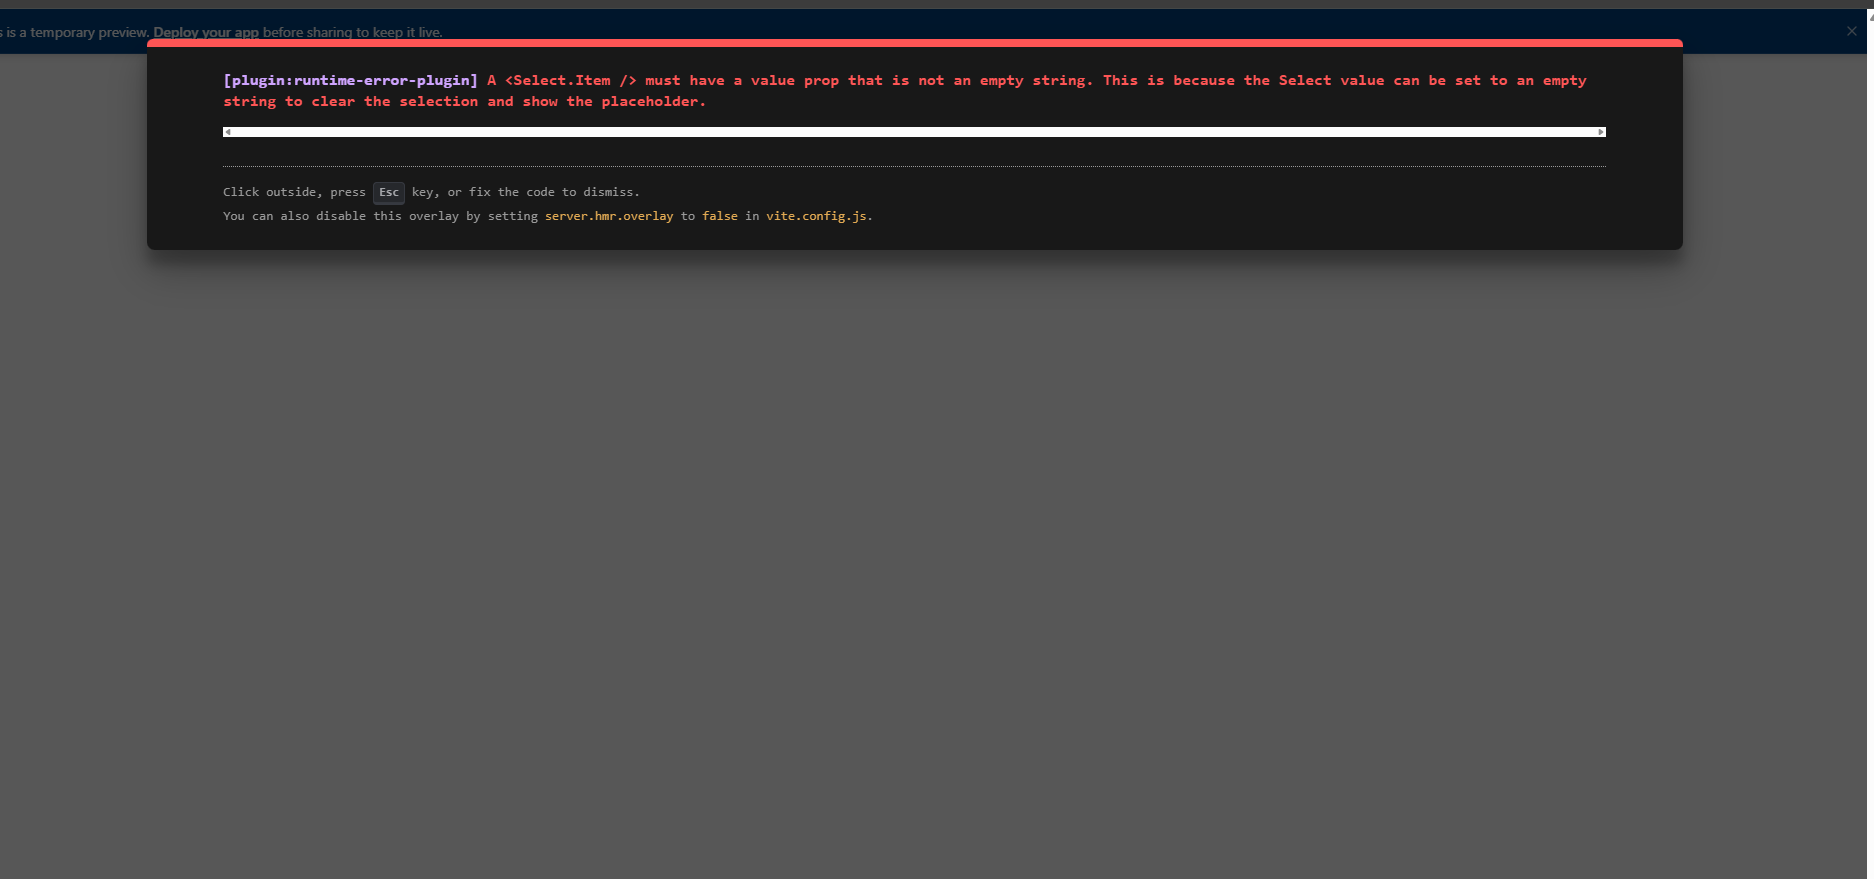 s is a temporary preview. Deploy your app before sharing to keep it live.
[plugin:runtime-error-plugin] A <Select.Item /> must have a value prop that is not an empty string. This is because the Select value can be set to an empty
string to clear the selection and show the placeholder.
Click outside, press Esc key, or fix the code to dismiss.
You can also disable this overlay by setting server.hmr.overlay to false in vite.config.js.